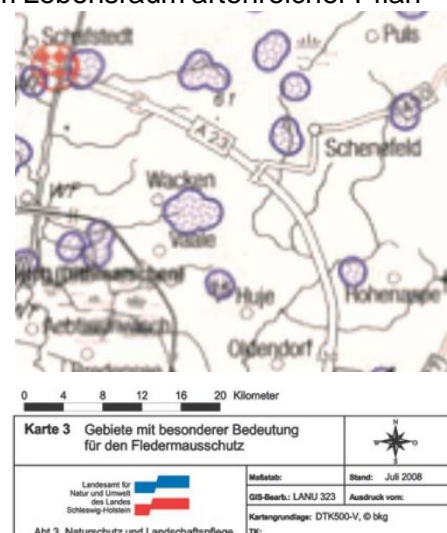 Lebensraum artenreicher
Schafstedt
Puls
A 23
A 23
Schenefeld
Wacken
Vaale
Huje
Oldendorf
0 4 8 12 16 20 Kilometer
Karte 3 Gebiete mit besonderer Bedeutung
für den Fledermausschutz
N
Landesamt für
Natur und Umwelt
des Landes
Schleswig-Holstein
Maßstab:
Stand: Juli 2008
GIS-Bearb.: LANU 323
Ausdruck vom:
Kartengrundlage: DTK500-V, © bkg
Abt 3 Naturschutz und Landschaftspflege
TK: